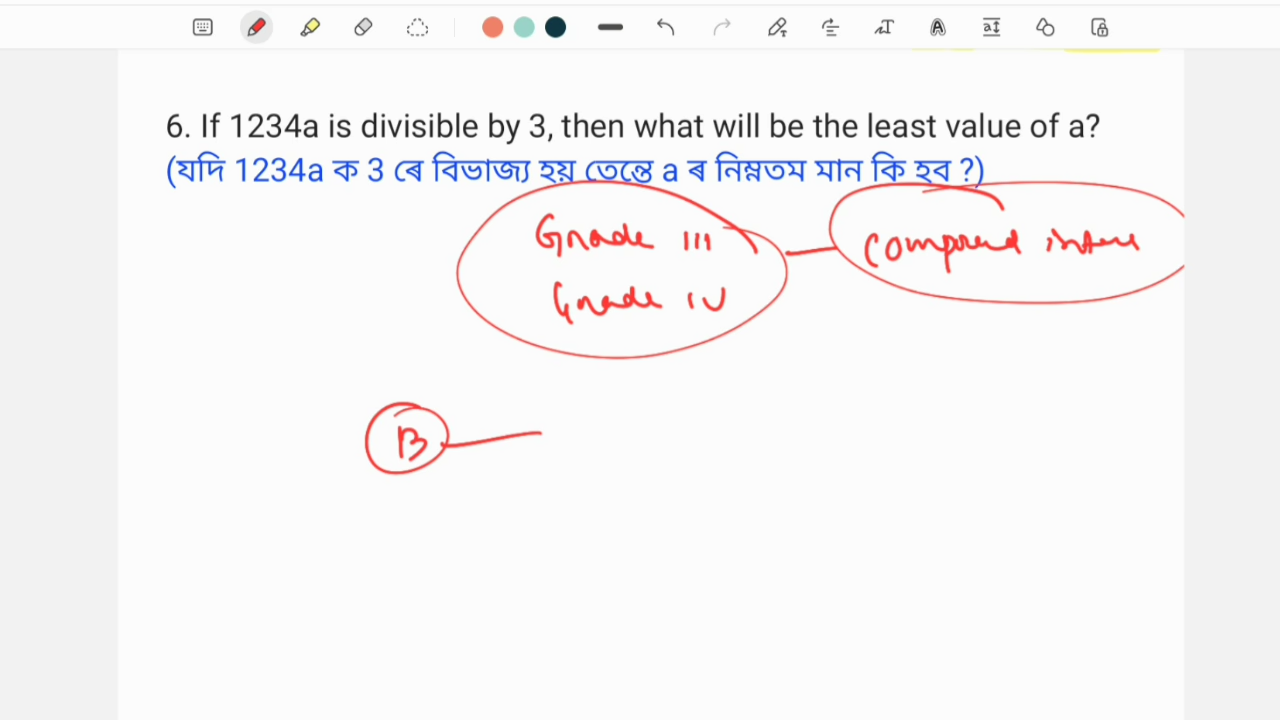 6. If 1234a is divisible by 3, then what will be the least value of a?
(যদি 1234a ক 3 ৰে বিভাজ্য হয় তেন্তে a ৰ নিম্নতম মান কি হব ?)
Grade III
Grade IV
B